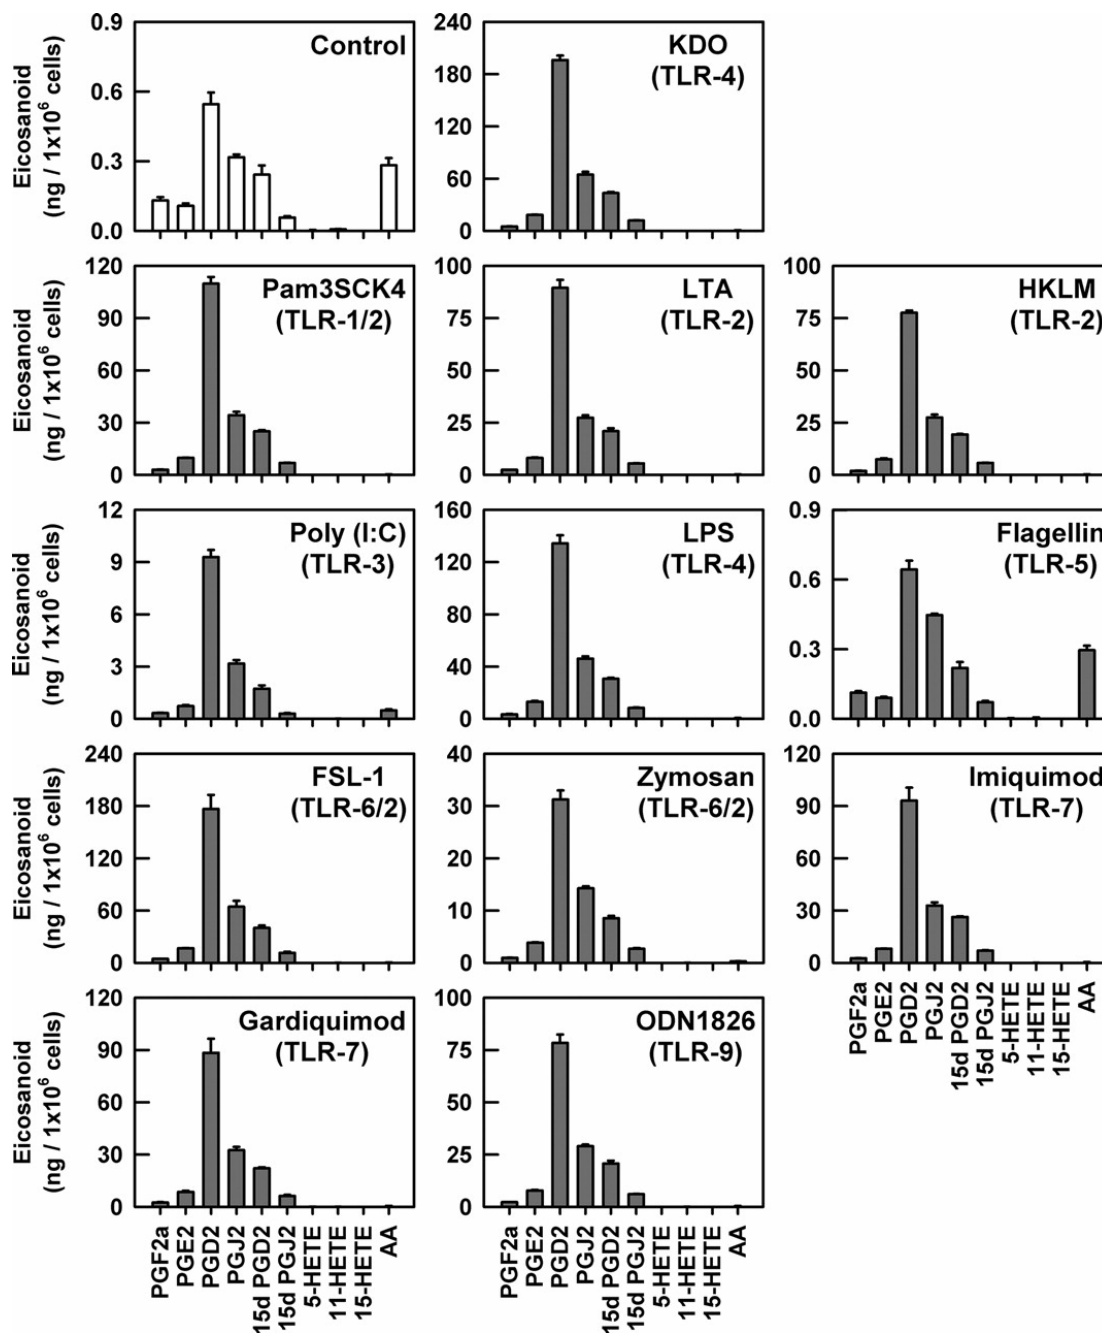 Eicosanoid
(ng / 1x10⁶ cells)
0.9
0.6
0.3
0.0
Control
240
180
120
60
0
KDO
(TLR-4)
Eicosanoid
(ng / 1x10⁶ cells)
120
90
60
30
0
Pam3SCK4
(TLR-1/2)
100
75
50
25
0
LTA
(TLR-2)
100
75
50
25
0
HKLM
(TLR-2)
Eicosanoid
(ng / 1x10⁶ cells)
12
9
6
3
0
Poly (I:C)
(TLR-3)
160
120
80
40
0
LPS
(TLR-4)
0.9
0.6
0.3
0.0
Flagellin
(TLR-5)
Eicosanoid
(ng / 1x10⁶ cells)
240
180
120
60
0
FSL-1
(TLR-6/2)
40
30
20
10
0
Zymosan
(TLR-6/2)
120
90
60
30
0
Imiquimod
(TLR-7)
PGF2a
PGE2
PGD2
PGJ2
15d PGD2
15d PGJ2
5-HETE
11-HETE
15-HETE
AA
Eicosanoid
(ng / 1x10⁶ cells)
120
90
60
30
0
Gardiquimod
(TLR-7)
PGF2a
PGE2
PGD2
PGJ2
15d PGD2
15d PGJ2
5-HETE
11-HETE
15-HETE
AA
100
75
50
25
0
ODN1826
(TLR-9)
PGF2a
PGE2
PGD2
PGJ2
15d PGD2
15d PGJ2
5-HETE
11-HETE
15-HETE
AA